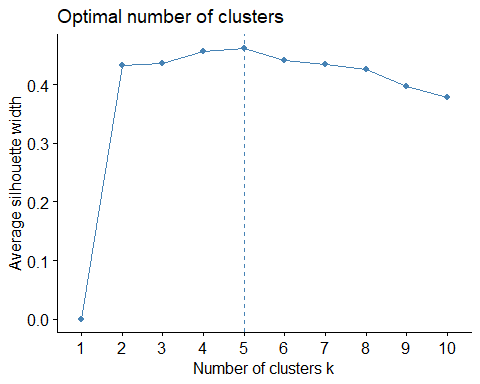 Optimal number of clusters
Average silhouette width
0.4
0.3
0.2
0.1
0.0
1 2 3 4 5 6 7 8 9 10
Number of clusters k